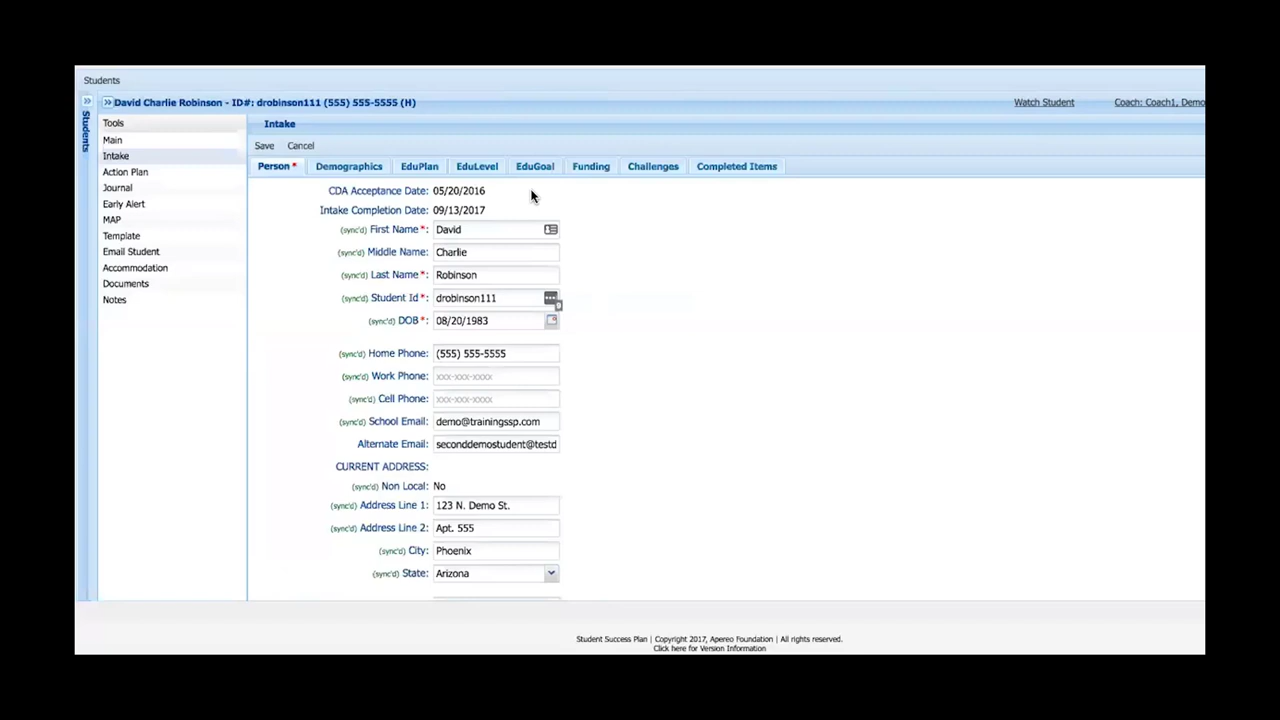 Students
David Charlie Robinson - ID#: drobinson111 (555) 555-5555 (H)
Watch Student
Coach: Coach1, Demo
Students
Tools
Main
Intake
Action Plan
Journal
Early Alert
MAP
Template
Email Student
Accommodation
Documents
Notes
Intake
Save Cancel
Person * Demographics EduPlan EduLevel EduGoal Funding Challenges Completed Items
CDA Acceptance Date: 05/20/2016
Intake Completion Date: 09/13/2017
(sync'd) First Name*: David
(sync'd) Middle Name: Charlie
(sync'd) Last Name*: Robinson
(sync'd) Student Id*: drobinson111
(sync'd) DOB*: 08/20/1983
(sync'd) Home Phone: (555) 555-5555
(sync'd) Work Phone: xxx-xxx-xxxx
(sync'd) Cell Phone: xxx-xxx-xxxx
(sync'd) School Email: demo@trainingssp.com
Alternate Email: seconddemostudent@testd
CURRENT ADDRESS:
(sync'd) Non Local: No
(sync'd) Address Line 1: 123 N. Demo St.
(sync'd) Address Line 2: Apt. 555
(sync'd) City: Phoenix
(sync'd) State: Arizona
Student Success Plan | Copyright 2017, Apereo Foundation | All rights reserved.
Click here for Version Information